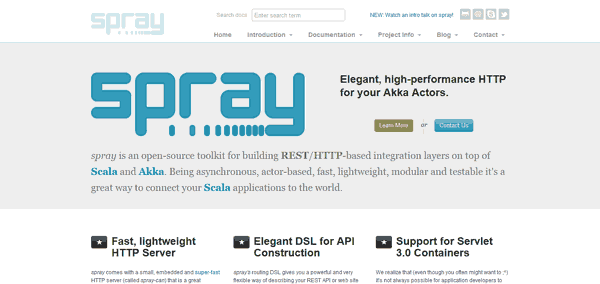 spray
Search docs: Enter search term NEW: Watch an intro talk on spray!
Home Introduction Documentation Project Info Blog Contact
spray
Elegant, high-performance HTTP
for your Akka Actors.
Learn More or Contact Us
spray is an open-source toolkit for building REST/HTTP-based integration layers on top of
Scala and Akka. Being asynchronous, actor-based, fast, lightweight, modular and testable it's a
great way to connect your Scala applications to the world.
Fast, lightweight
HTTP Server
spray comes with a small, embedded and super-fast
HTTP server (called spray-can) that is a great
Elegant DSL for API
Construction
spray's routing DSL gives you a powerful and very
flexible way of describing your REST API or web site
Support for Servlet
3.0 Containers
We realize that (even though you often might want to ;^)
it's not always possible for application developers to